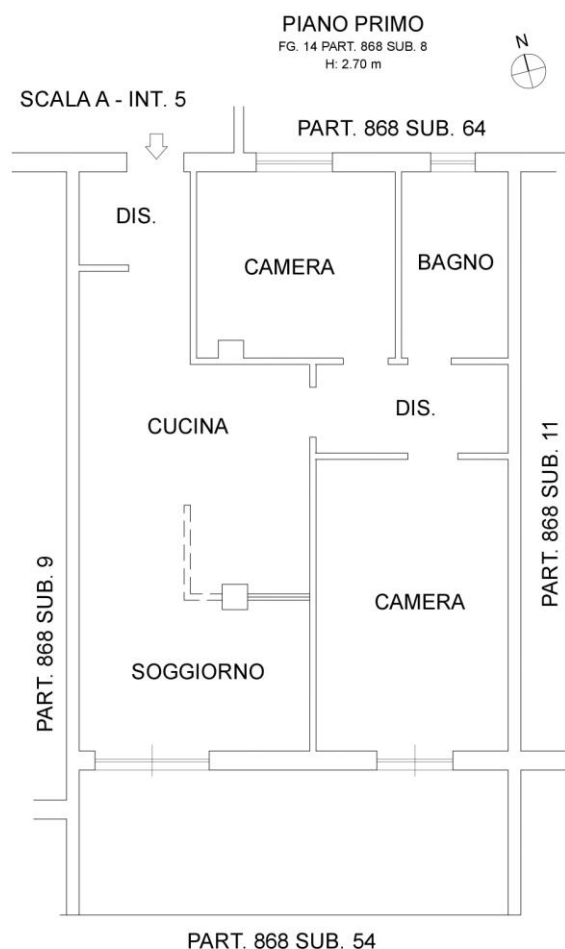 PIANO PRIMO
FG. 14 PART. 868 SUB. 8
H: 2.70 m
N
SCALA A - INT. 5
PART. 868 SUB. 64
DIS.
CAMERA
BAGNO
DIS.
CUCINA
PART. 868 SUB. 11
PART. 868 SUB. 9
CAMERA
SOGGIORNO
PART. 868 SUB. 54